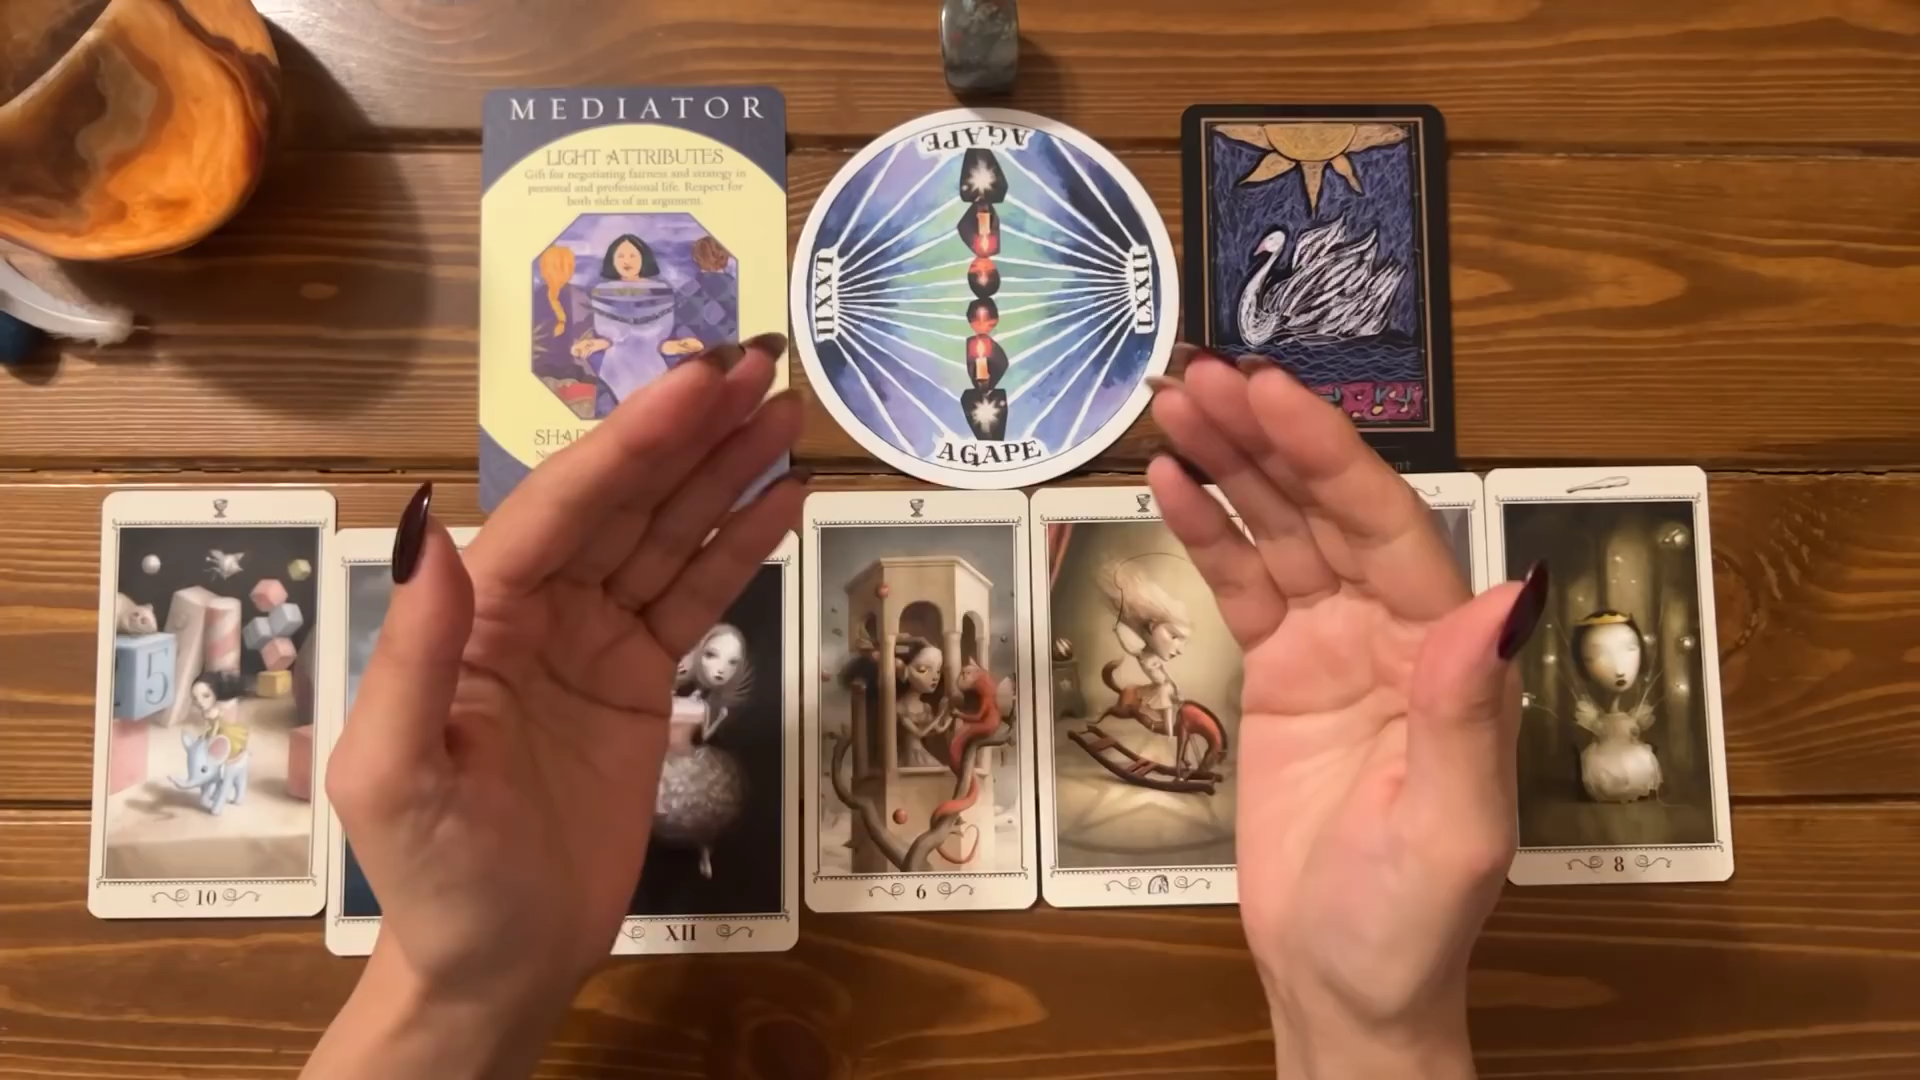 MEDIATOR
LIGHT ATTRIBUTES
Gift for negotiating fairness and strategy in
personal and professional life. Respect for
both sides of an argument.
AGAPE
LXXII
LXXII
AGAPE
5
10
XII
6
8